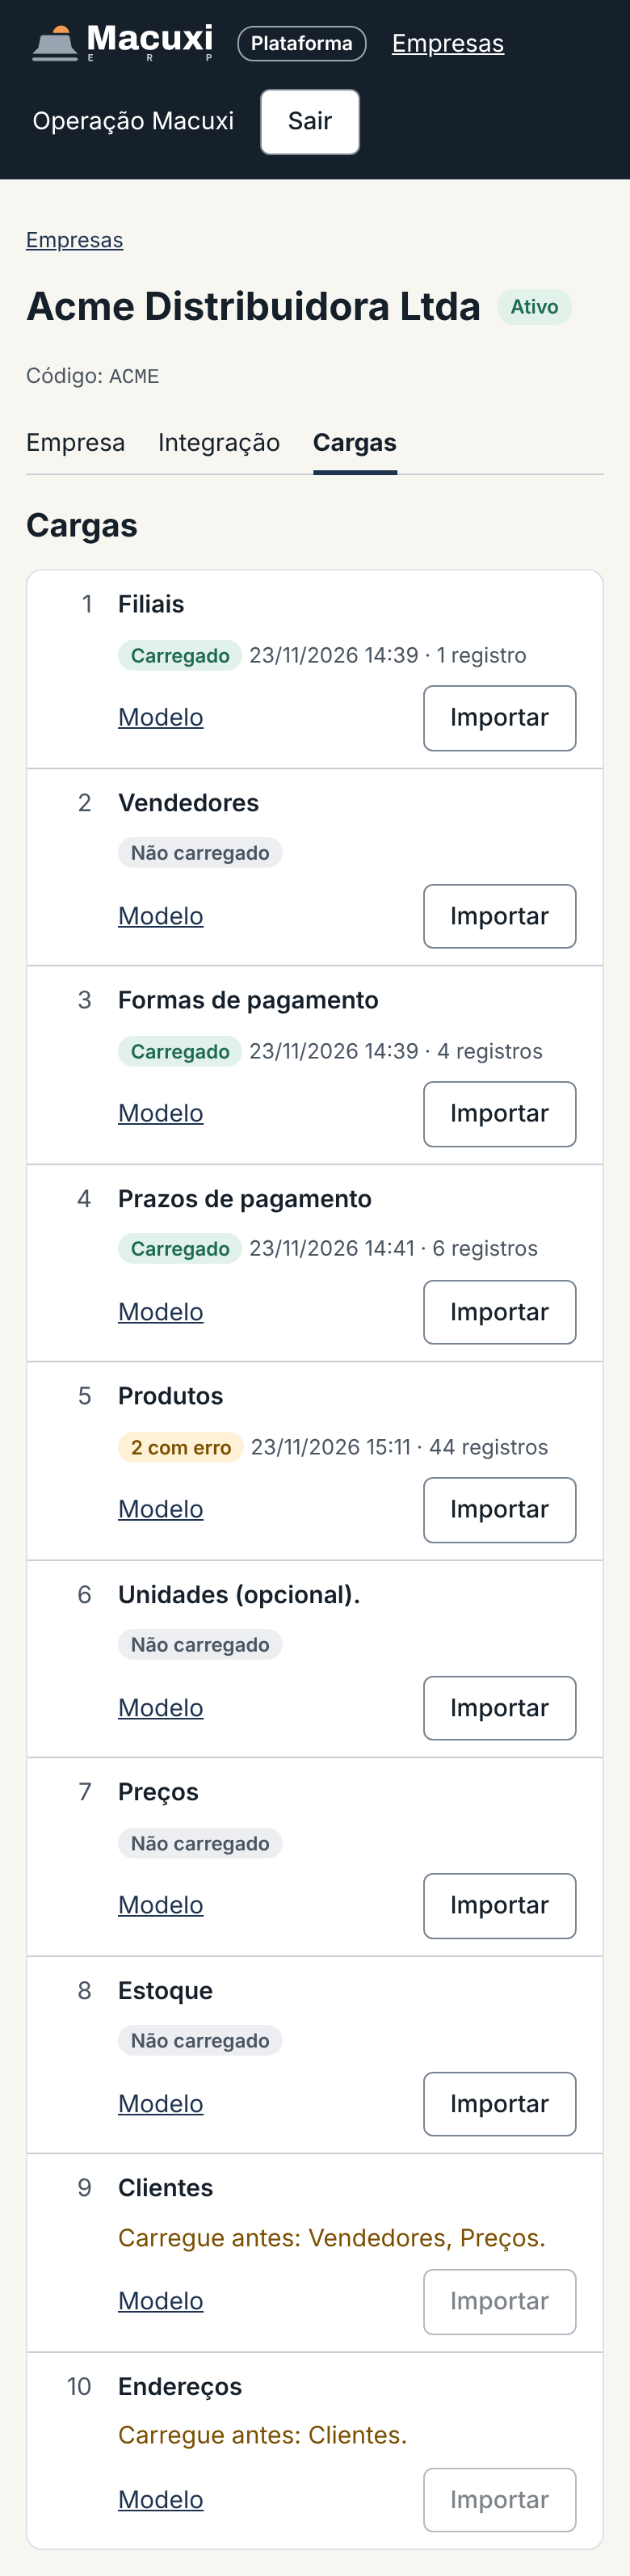 Macuxi
E R P
Plataforma
Empresas
Operação Macuxi
Sair
Empresas
Acme Distribuidora Ltda
Ativo
Código: ACME
Empresa Integração Cargas
Cargas
1 Filiais
Carregado 23/11/2026 14:39 · 1 registro
Modelo Importar
2 Vendedores
Não carregado
Modelo Importar
3 Formas de pagamento
Carregado 23/11/2026 14:39 · 4 registros
Modelo Importar
4 Prazos de pagamento
Carregado 23/11/2026 14:41 · 6 registros
Modelo Importar
5 Produtos
2 com erro 23/11/2026 15:11 · 44 registros
Modelo Importar
6 Unidades (opcional).
Não carregado
Modelo Importar
7 Preços
Não carregado
Modelo Importar
8 Estoque
Não carregado
Modelo Importar
9 Clientes
Carregue antes: Vendedores, Preços.
Modelo Importar
10 Endereços
Carregue antes: Clientes.
Modelo Importar